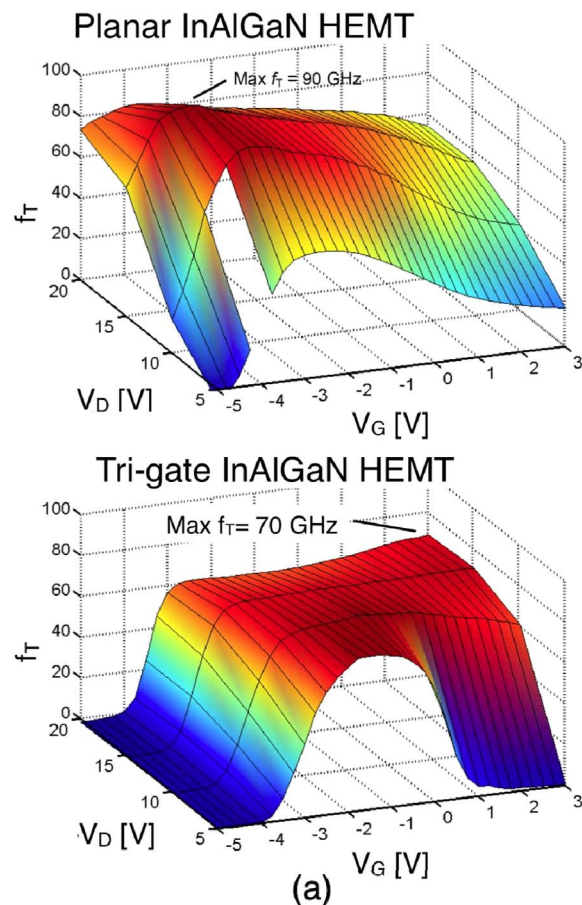 Planar InAlGaN HEMT
Max fT = 90 GHz
100
80
60
40
20
0
fT
20
15
10
5
VD [V]
-5 -4 -3 -2 -1 0 1 2 3
VG [V]
Tri-gate InAlGaN HEMT
Max fT= 70 GHz
100
80
60
40
20
0
fT
20
15
10
5
VD [V]
-5 -4 -3 -2 -1 0 1 2 3
VG [V]
(a)